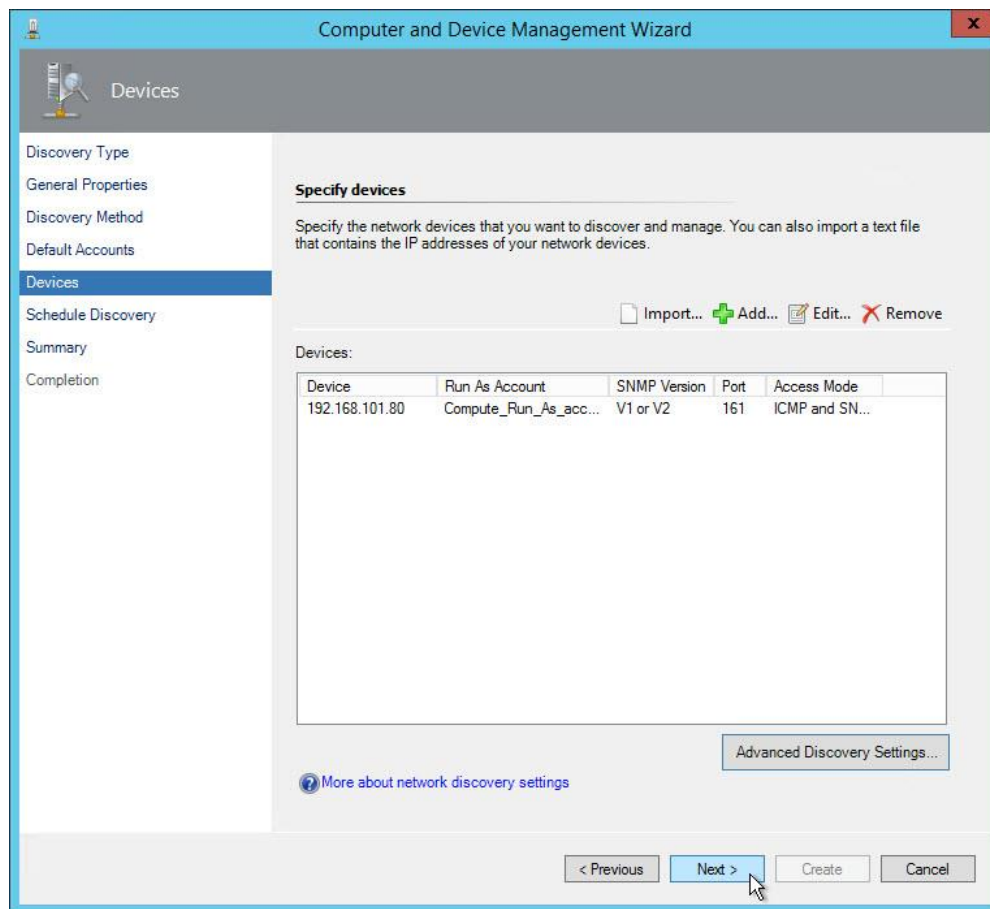 Computer and Device Management Wizard
x
Devices
Discovery Type
General Properties
Discovery Method
Default Accounts
Devices
Schedule Discovery
Summary
Completion
Specify devices
Specify the network devices that you want to discover and manage. You can also import a text file
that contains the IP addresses of your network devices.
Import... Add... Edit... Remove
Devices:
Device Run As Account SNMP Version Port Access Mode
192.168.101.80 Compute_Run_As_acc... V1 or V2 161 ICMP and SN...
Advanced Discovery Settings...
More about network discovery settings
< Previous Next > Create Cancel